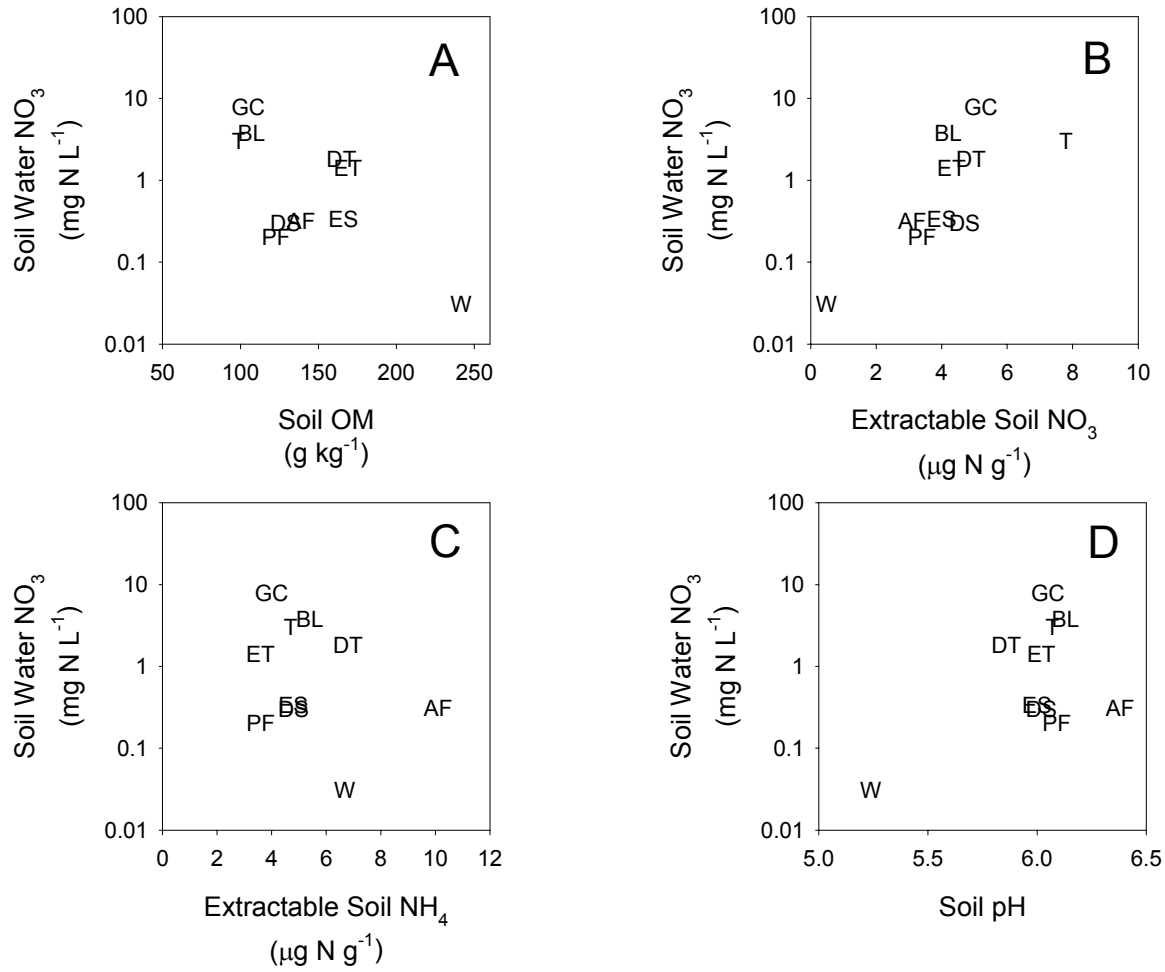 A
Soil Water NO3
(mg N L-1)
100
10
1
0.1
0.01
GC
BL
T
DT
ET
DS
AF
ES
PF
W
50 100 150 200 250
Soil OM
(g kg-1)
B
Soil Water NO3
(mg N L-1)
100
10
1
0.1
0.01
GC
BL
T
DT
ET
AF
ES
DS
PF
W
0 2 4 6 8 10
Extractable Soil NO3
(μg N g-1)
C
Soil Water NO3
(mg N L-1)
100
10
1
0.1
0.01
GC
BL
T
DT
ET
ES
DS
AF
PF
W
0 2 4 6 8 10 12
Extractable Soil NH4
(μg N g-1)
D
Soil Water NO3
(mg N L-1)
100
10
1
0.1
0.01
GC
BL
T
DT
ET
ES
DS
AF
PF
W
5.0 5.5 6.0 6.5
Soil pH